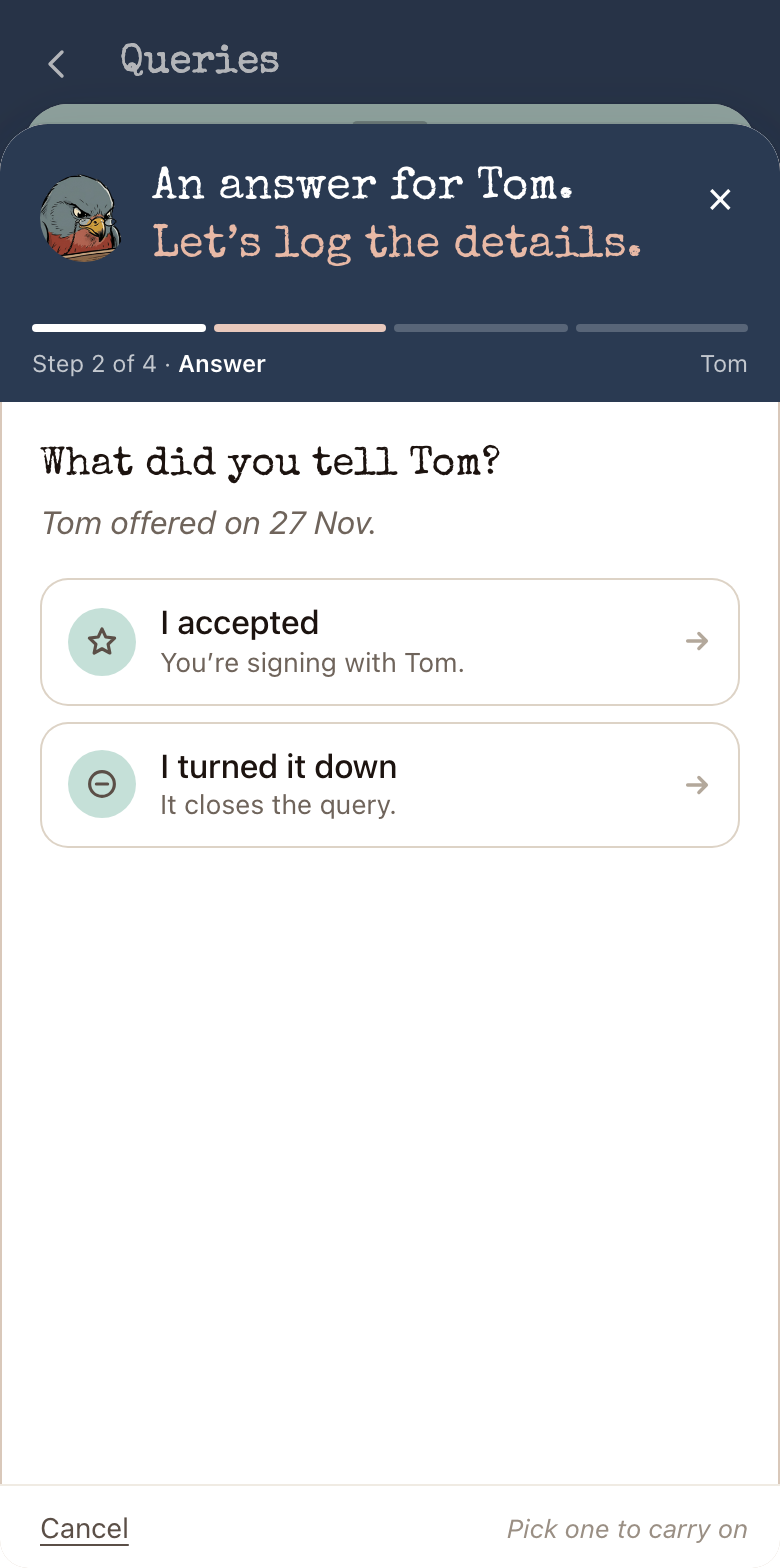 Queries
An answer for Tom.
Let’s log the details.
Step 2 of 4 · Answer
Tom
What did you tell Tom?
Tom offered on 27 Nov.
I accepted
You’re signing with Tom.
I turned it down
It closes the query.
Cancel
Pick one to carry on